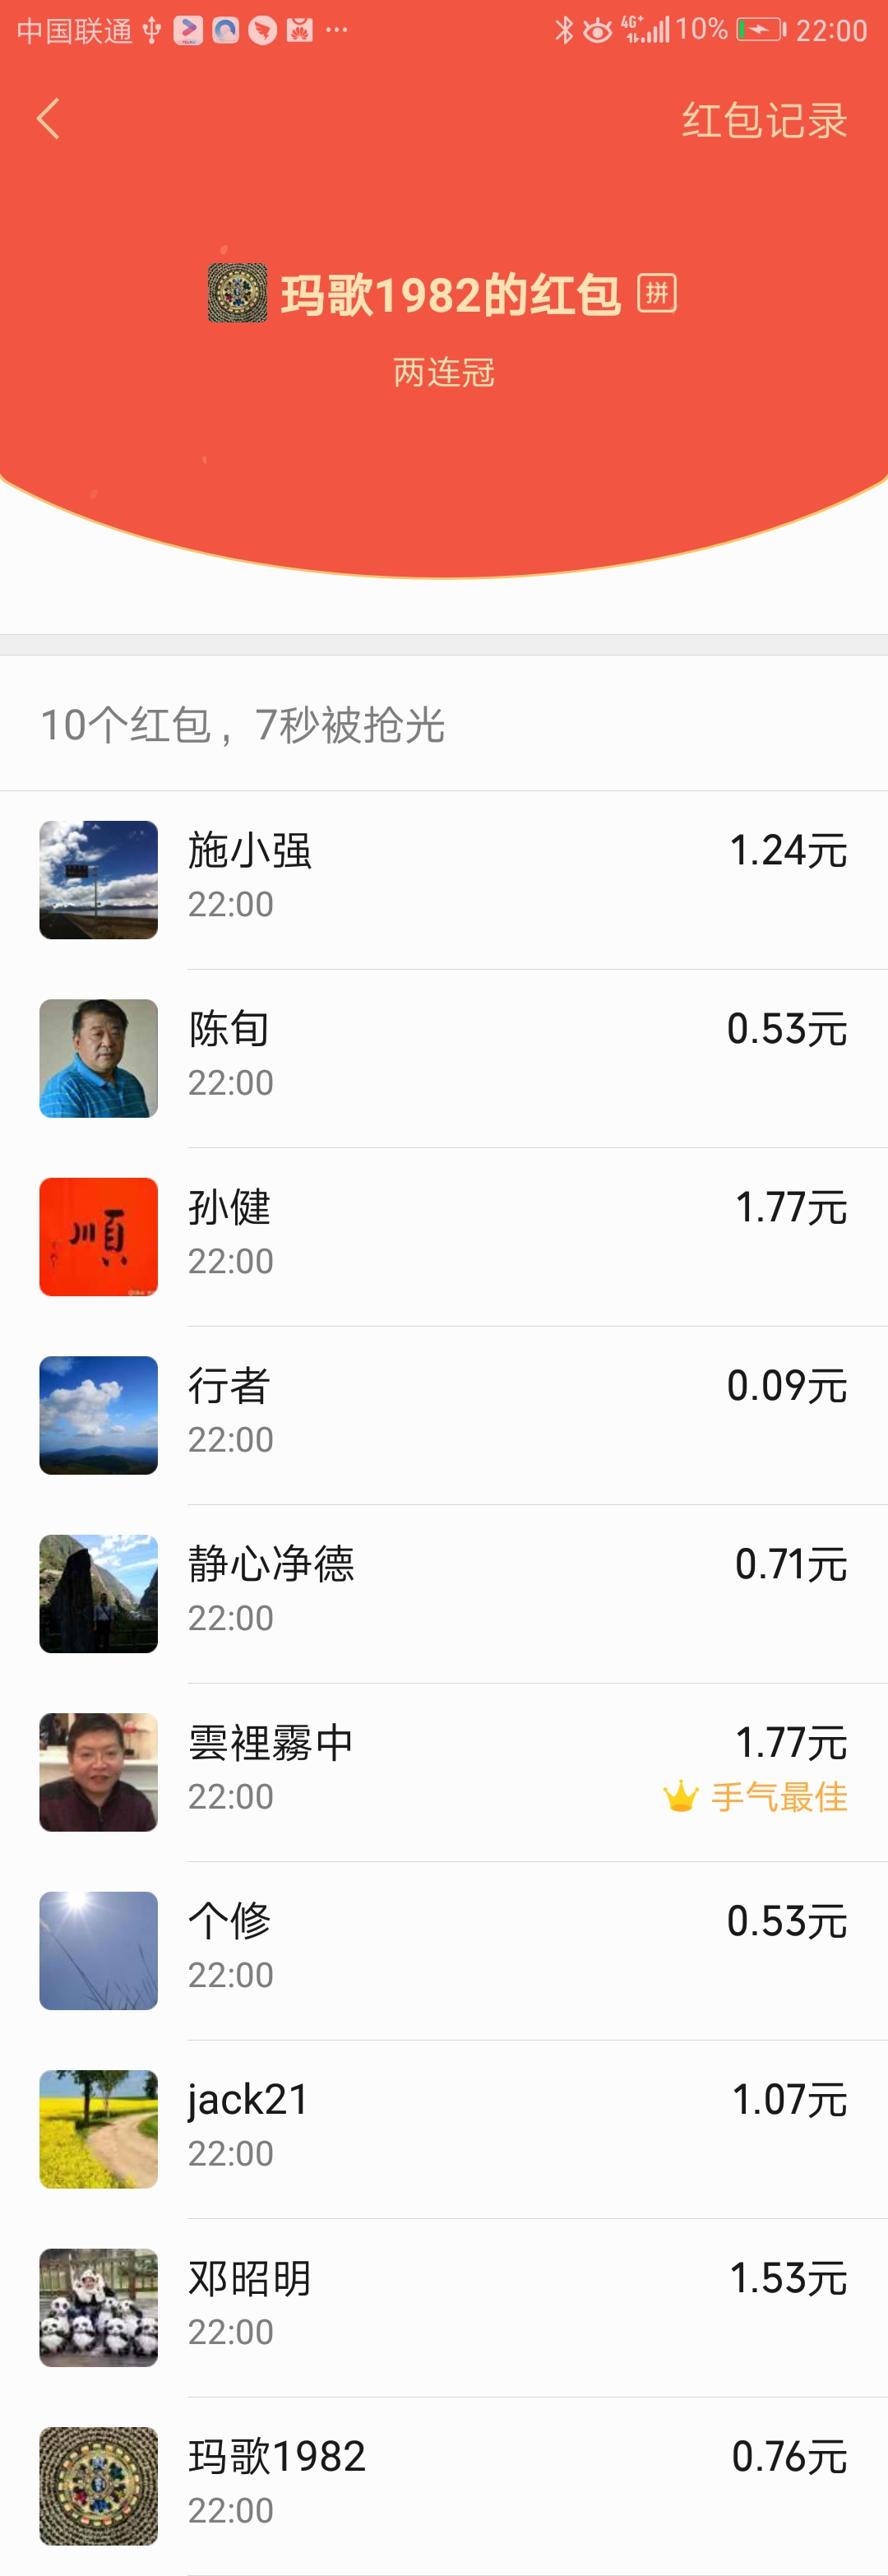 中国联通 4G+ 10% 22:00
红包记录
玛歌1982的红包 拼
两连冠
10个红包，7秒被抢光
施小强 1.24元
22:00
陈旬 0.53元
22:00
順
孙健 1.77元
22:00
行者 0.09元
22:00
静心净德 0.71元
22:00
雲裡霧中 1.77元
22:00 手气最佳
个修 0.53元
22:00
jack21 1.07元
22:00
邓昭明 1.53元
22:00
玛歌1982 0.76元
22:00